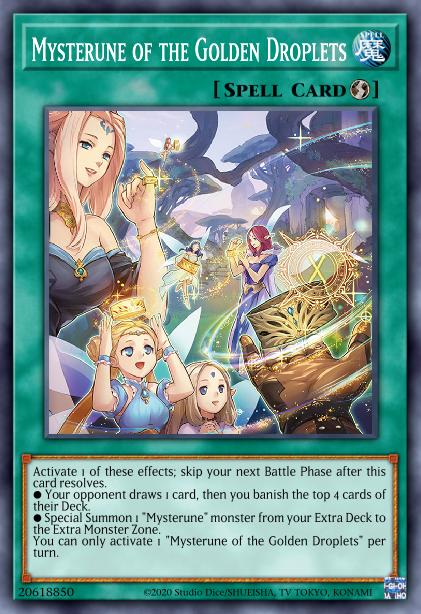 MYSTERUNE OF THE GOLDEN DROPLETS
SPELL
魔
[SPELL CARD]
Activate 1 of these effects; skip your next Battle Phase after this
card resolves.
● Your opponent draws 1 card, then you banish the top 4 cards of
their Deck.
● Special Summon 1 "Mysterune" monster from your Extra Deck to
the Extra Monster Zone.
You can only activate 1 "Mysterune of the Golden Droplets" per
turn.
20618850
©2020 Studio Dice/SHUEISHA, TV TOKYO, KONAMI